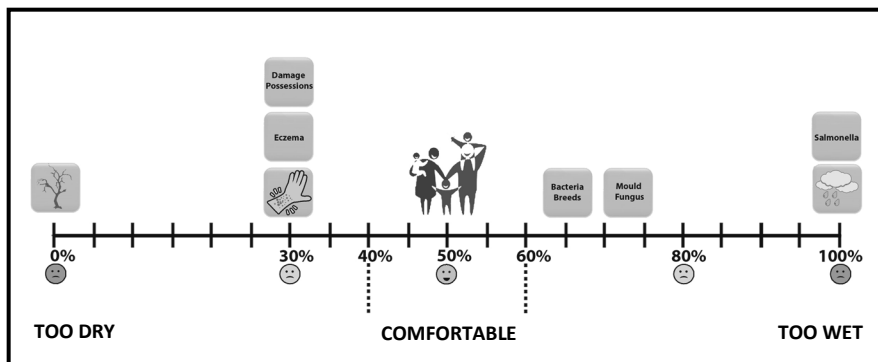 Damage
Possessions
Eczema
Salmonella
Bacteria
Breeds
Mould
Fungus
0% 30% 40% 50% 60% 80% 100%
TOO DRY COMFORTABLE TOO WET